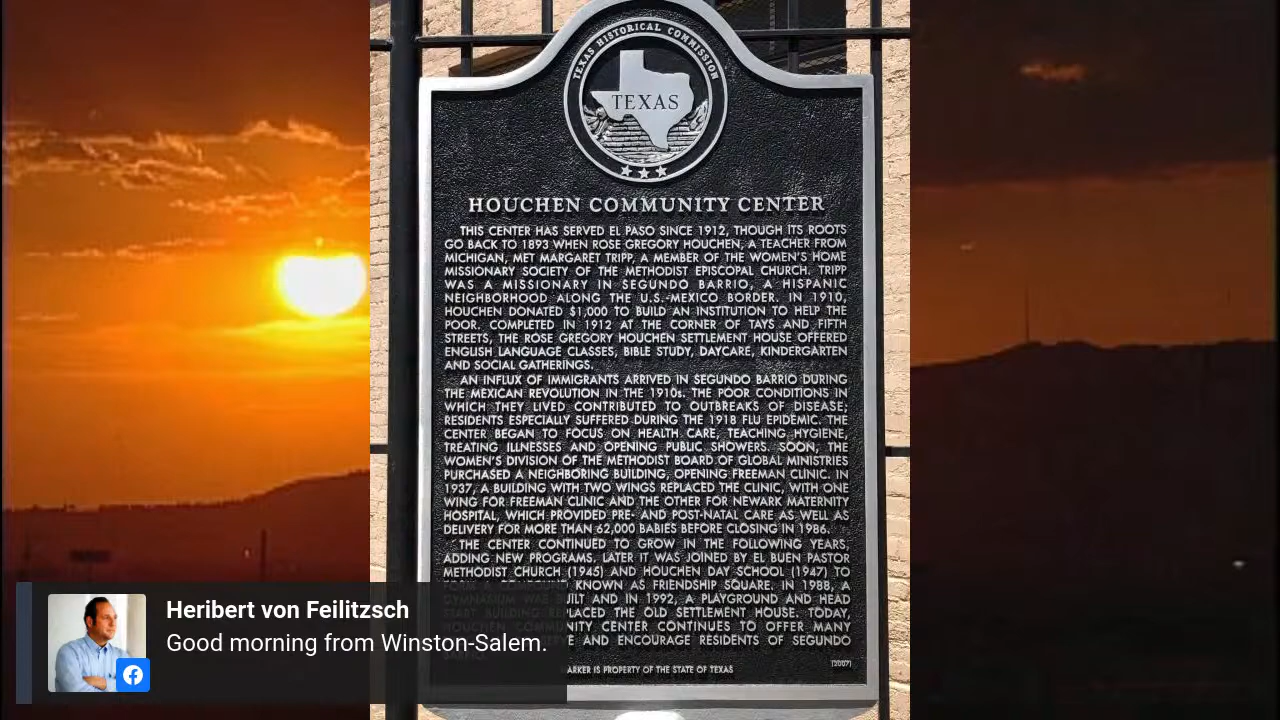 TEXAS HISTORICAL COMMISSION
TEXAS
HOUCHEN COMMUNITY CENTER
THIS CENTER HAS SERVED EL PASO SINCE 1912, THOUGH ITS ROOTS
GO BACK TO 1893 WHEN ROSE GREGORY HOUCHEN, A TEACHER FROM
MICHIGAN, MET MARGARET TRIPP, A MEMBER OF THE WOMEN'S HOME
MISSIONARY SOCIETY OF THE METHODIST EPISCOPAL CHURCH. TRIPP
WAS A MISSIONARY IN SEGUNDO BARRIO, A HISPANIC
NEIGHBORHOOD ALONG THE U.S.-MEXICO BORDER. IN 1910,
HOUCHEN DONATED $1,000 TO BUILD AN INSTITUTION TO HELP THE
POOR. COMPLETED IN 1912 AT THE CORNER OF TAYS AND FIFTH
STREETS, THE ROSE GREGORY HOUCHEN SETTLEMENT HOUSE OFFERED
ENGLISH LANGUAGE CLASSES, BIBLE STUDY, DAYCARE, KINDERGARTEN
AND SOCIAL GATHERINGS.
AN INFLUX OF IMMIGRANTS ARRIVED IN SEGUNDO BARRIO DURING
THE MEXICAN REVOLUTION IN THE 1910s. THE POOR CONDITIONS IN
WHICH THEY LIVED CONTRIBUTED TO OUTBREAKS OF DISEASE;
RESIDENTS ESPECIALLY SUFFERED DURING THE 1918 FLU EPIDEMIC. THE
CENTER BEGAN TO FOCUS ON HEALTH CARE, TEACHING HYGIENE,
TREATING ILLNESSES AND OPENING PUBLIC SHOWERS. SOON, THE
WOMEN'S DIVISION OF THE METHODIST BOARD OF GLOBAL MINISTRIES
PURCHASED A NEIGHBORING BUILDING, OPENING FREEMAN CLINIC. IN
1937, A BUILDING WITH TWO WINGS REPLACED THE CLINIC, WITH ONE
WING FOR FREEMAN CLINIC AND THE OTHER FOR NEWARK MATERNITY
HOSPITAL, WHICH PROVIDED PRE- AND POST-NATAL CARE AS WELL AS
DELIVERY FOR MORE THAN 62,000 BABIES BEFORE CLOSING IN 1986.
THE CENTER CONTINUED TO GROW IN THE FOLLOWING YEARS,
ADDING NEW PROGRAMS. LATER IT WAS JOINED BY EL BUEN PASTOR
METHODIST CHURCH (1945) AND HOUCHEN DAY SCHOOL (1947) TO
KNOWN AS FRIENDSHIP SQUARE. IN 1988, A
GYMNASIUM WAS BUILT AND IN 1992, A PLAYGROUND AND HEAD
START BUILDING REPLACED THE OLD SETTLEMENT HOUSE. TODAY,
HOUCHEN COMMUNITY CENTER CONTINUES TO OFFER MANY
AND ENCOURAGE RESIDENTS OF SEGUNDO
(2007)
MARKER IS PROPERTY OF THE STATE OF TEXAS
Heribert von Feilitzsch
Good morning from Winston-Salem.